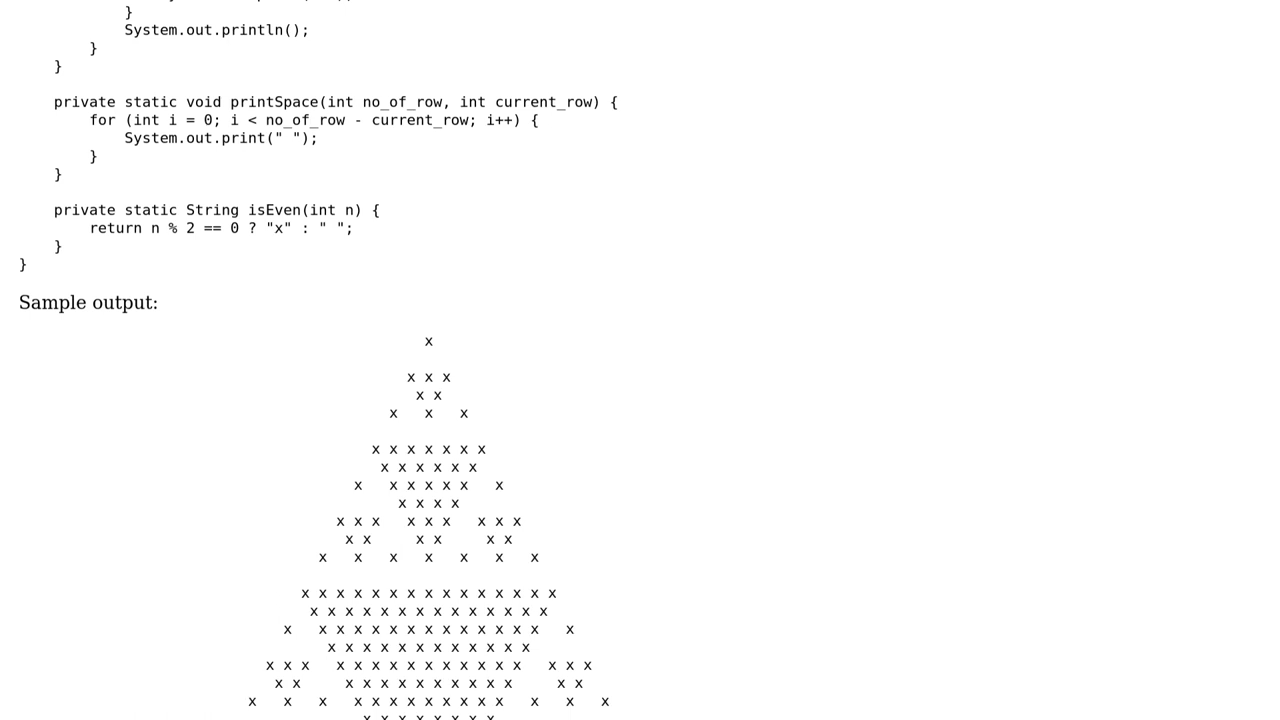 }
            System.out.println();
        }
    }
    private static void printSpace(int no_of_row, int current_row) {
        for (int i = 0; i < no_of_row - current_row; i++) {
            System.out.print(" ");
        }
    }
    private static String isEven(int n) {
        return n % 2 == 0 ? "x" : " ";
    }
}
Sample output:
                                              x
                                            x x x
                                             x x
                                          x   x   x
                                        x x x x x x x
                                         x x x x x x
                                      x   x x x x x   x
                                           x x x x
                                    x x x   x x x   x x x
                                     x x     x x     x x
                                  x   x   x   x   x   x   x
                                x x x x x x x x x x x x x x x
                                 x x x x x x x x x x x x x x
                              x   x x x x x x x x x x x x x   x
                                   x x x x x x x x x x x x
                            x x x   x x x x x x x x x x x   x x x
                             x x     x x x x x x x x x x     x x
                          x   x   x   x x x x x x x x x   x   x   x
                                       x x x x x x x x